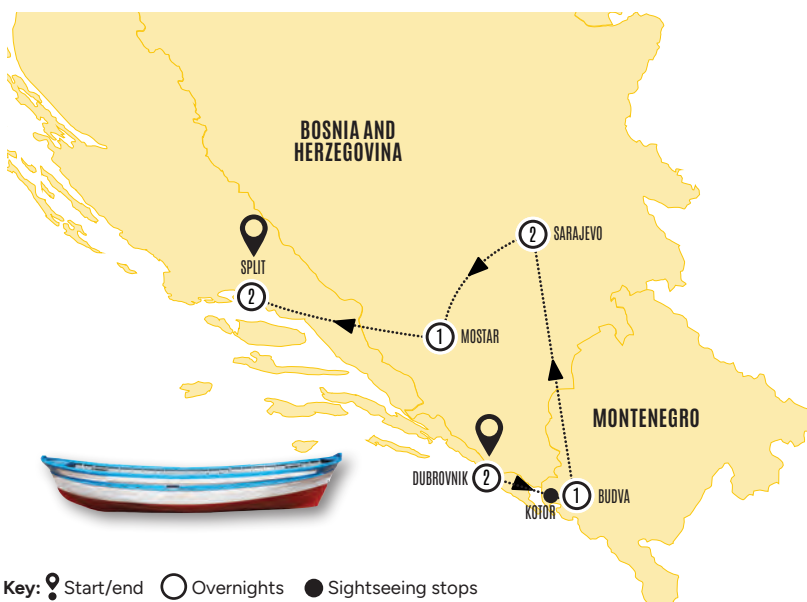 BOSNIA AND
HERZEGOVINA
2
SARAJEVO
SPLIT
2
1
MOSTAR
MONTENEGRO
DUBROVNIK
2
1
BUDVA
KOTOR
Key: Start/end Overnights Sightseeing stops